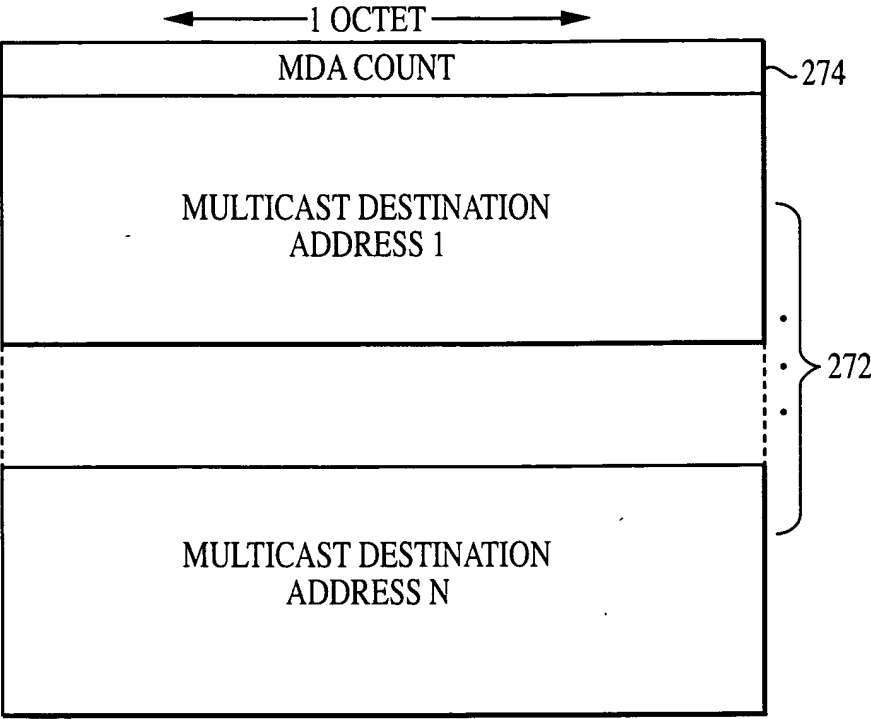 1 OCTET
MDA COUNT
274
MULTICAST DESTINATION
ADDRESS 1
272
MULTICAST DESTINATION
ADDRESS N